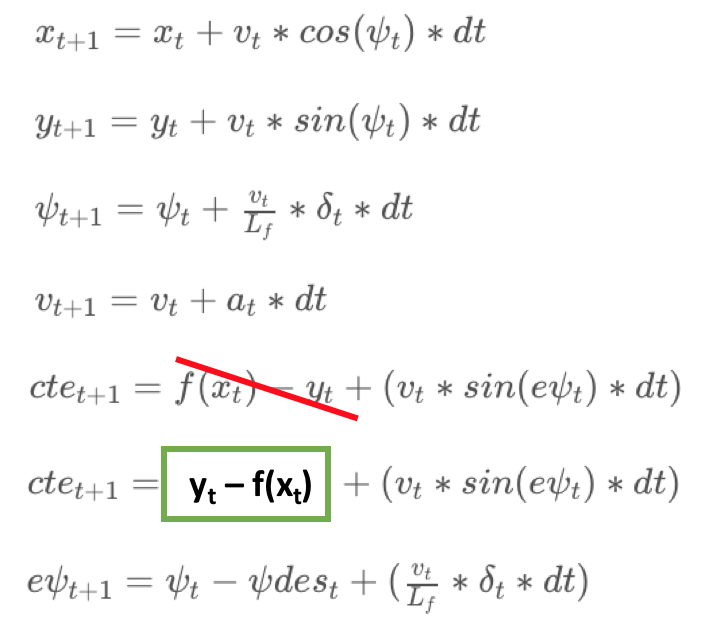 x_{t+1} = x_t + v_t * cos(ψ_t) * dt
y_{t+1} = y_t + v_t * sin(ψ_t) * dt
ψ_{t+1} = ψ_t + \frac{v_t}{L_f} * δ_t * dt
v_{t+1} = v_t + a_t * dt
cte_{t+1} = f(x_t) − y_t + (v_t * sin(eψ_t) * dt)
cte_{t+1} = y_t – f(x_t) + (v_t * sin(eψ_t) * dt)
eψ_{t+1} = ψ_t − ψdes_t + (\frac{v_t}{L_f} * δ_t * dt)